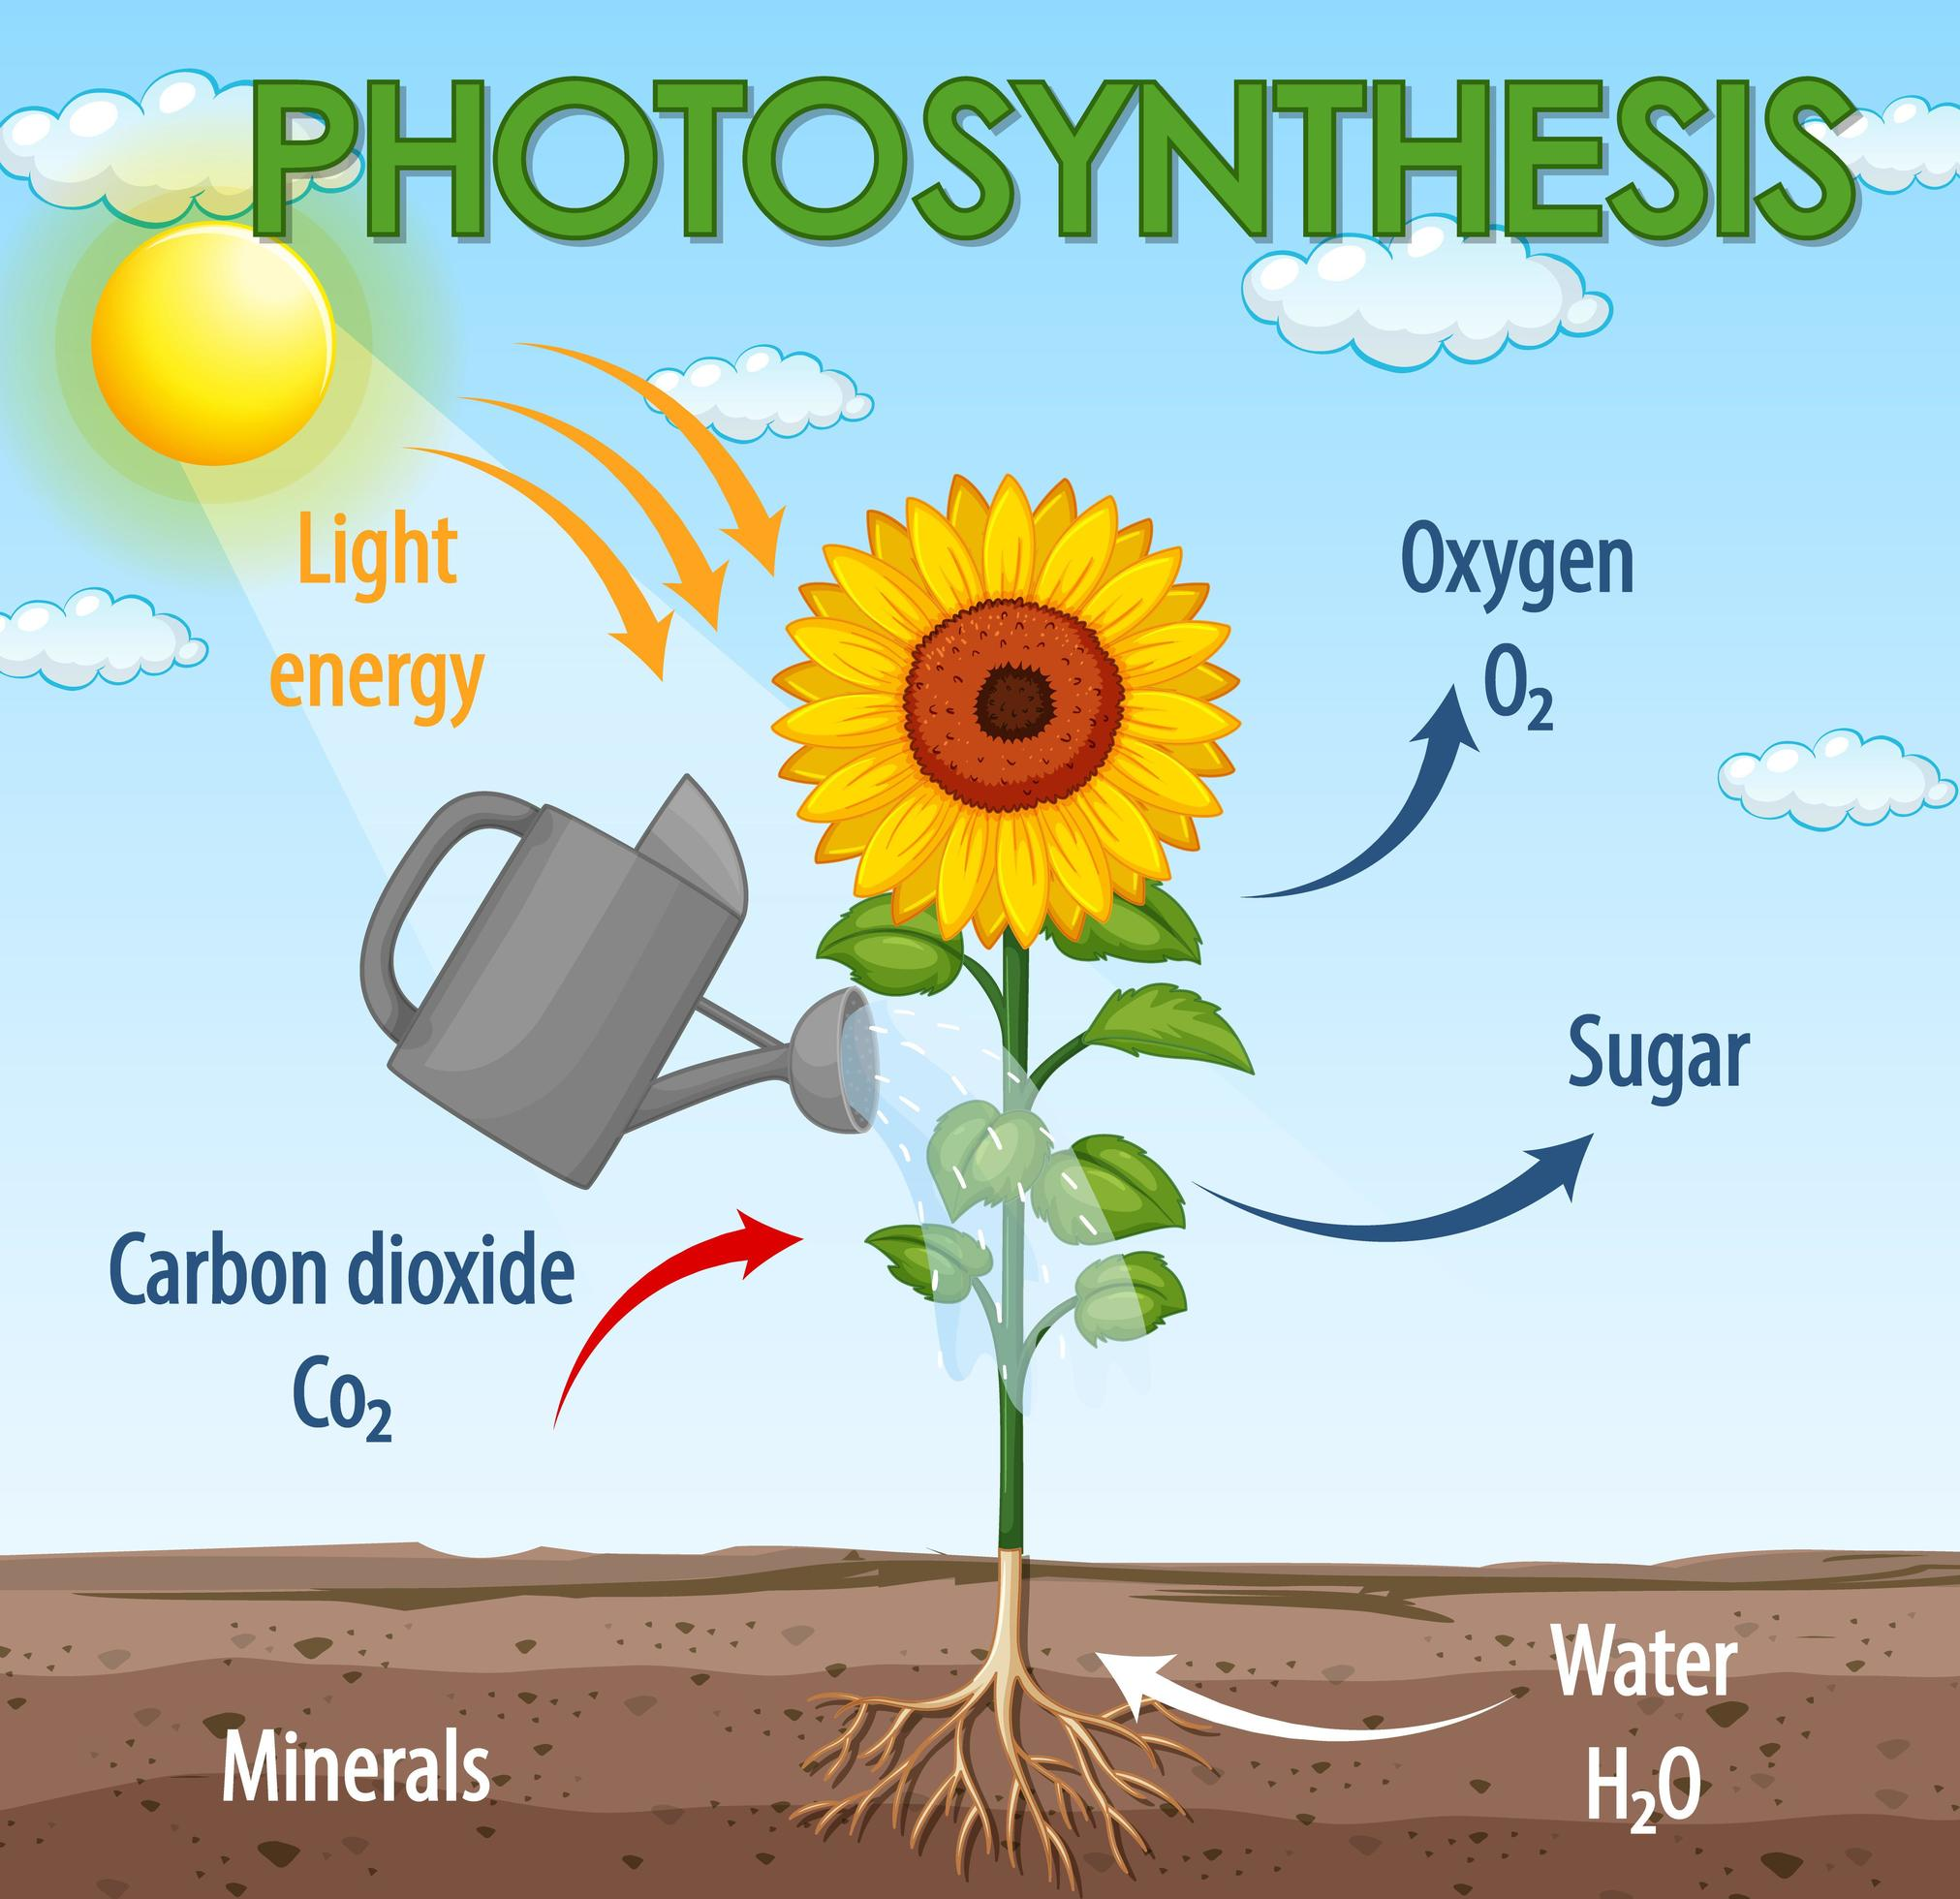 PHOTOSYNTHESIS
Light
energy
Oxygen
O₂
Sugar
Carbon dioxide
Co₂
Water
H₂O
Minerals